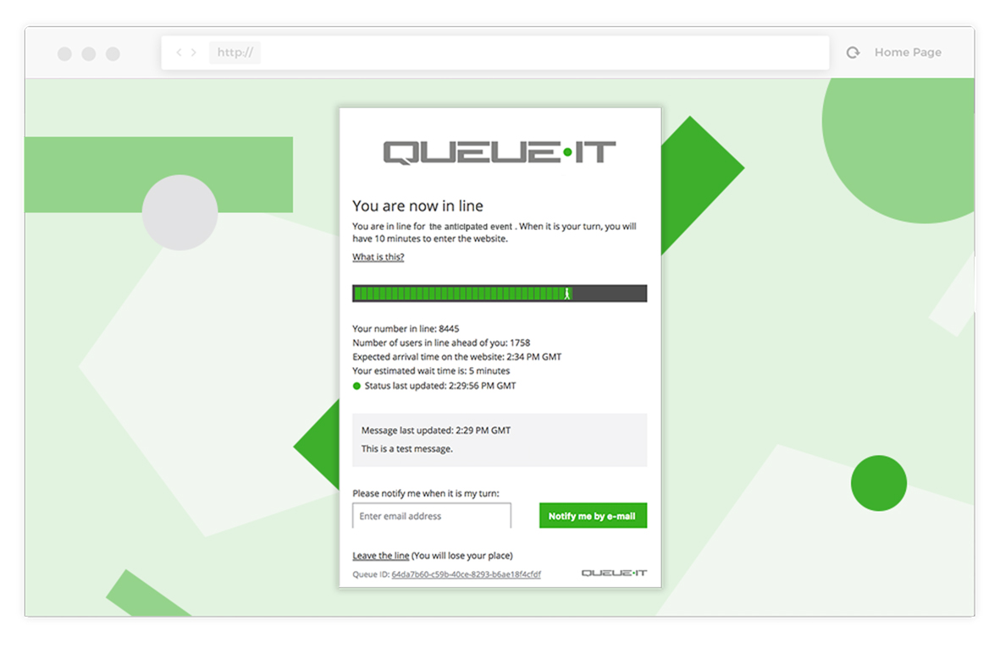 http://
Home Page
QUEUE·IT
You are now in line
You are in line for the anticipated event . When it is your turn, you will
have 10 minutes to enter the website.
What is this?
Your number in line: 8445
Number of users in line ahead of you: 1758
Expected arrival time on the website: 2:34 PM GMT
Your estimated wait time is: 5 minutes
Status last updated: 2:29:56 PM GMT
Message last updated: 2:29 PM GMT
This is a test message.
Please notify me when it is my turn:
Enter email address
Notify me by e-mail
Leave the line (You will lose your place)
Queue ID: 64da7b60-c59b-40ce-8293-b6ae18f4cfdf
QUEUE·IT